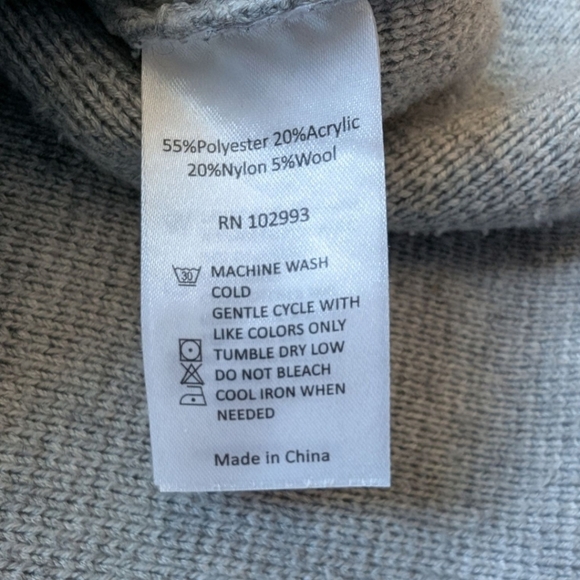 55%Polyester 20%Acrylic
20%Nylon 5%Wool
RN 102993
30 MACHINE WASH
COLD
GENTLE CYCLE WITH
LIKE COLORS ONLY
TUMBLE DRY LOW
DO NOT BLEACH
COOL IRON WHEN
NEEDED
Made in China